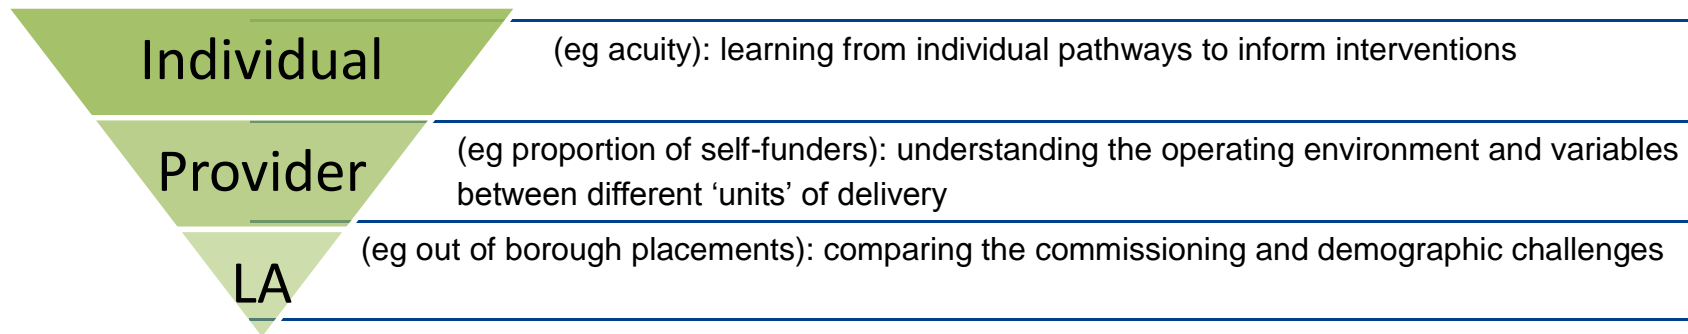 Individual
(eg acuity): learning from individual pathways to inform interventions
Provider
(eg proportion of self-funders): understanding the operating environment and variables
between different ‘units’ of delivery
LA
(eg out of borough placements): comparing the commissioning and demographic challenges